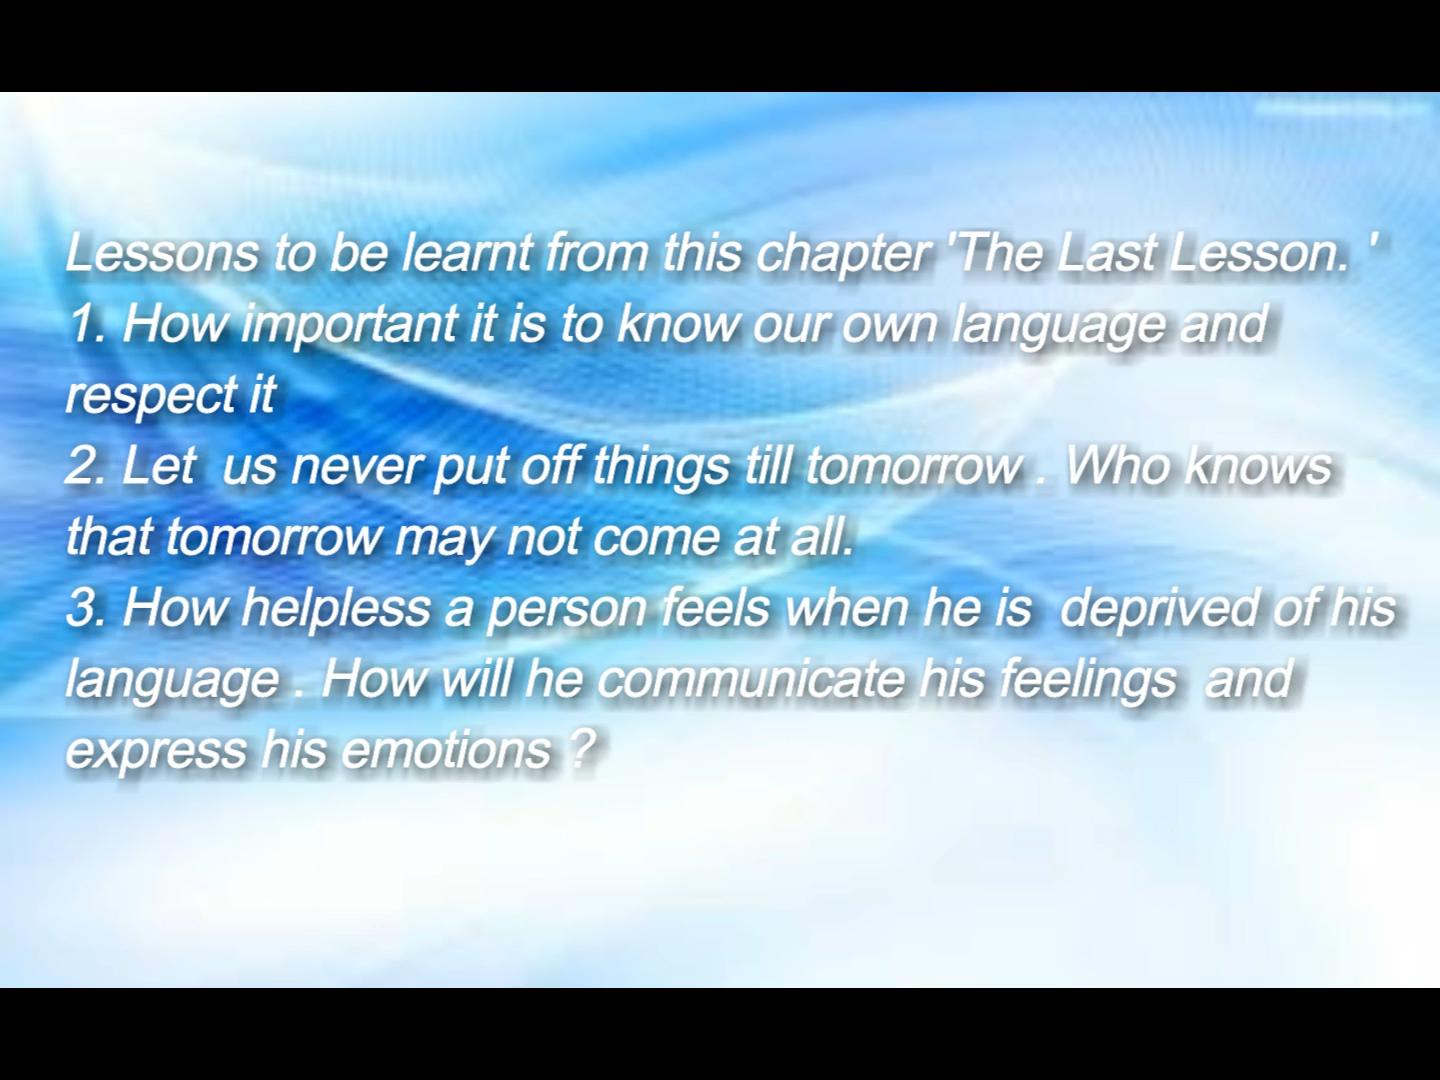 Lessons to be learnt from this chapter 'The Last Lesson. '
1. How important it is to know our own language and
respect it
2. Let  us never put off things till tomorrow . Who knows
that tomorrow may not come at all.
3. How helpless a person feels when he is  deprived of his
language . How will he communicate his feelings  and
express his emotions ?